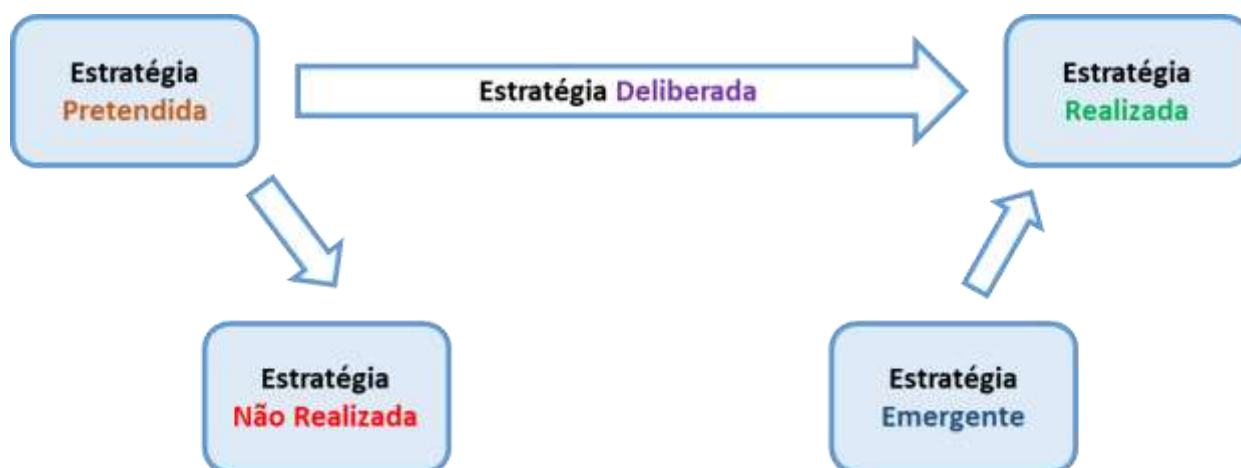 Estratégia
Pretendida
Estratégia Deliberada
Estratégia
Realizada
Estratégia
Não Realizada
Estratégia
Emergente